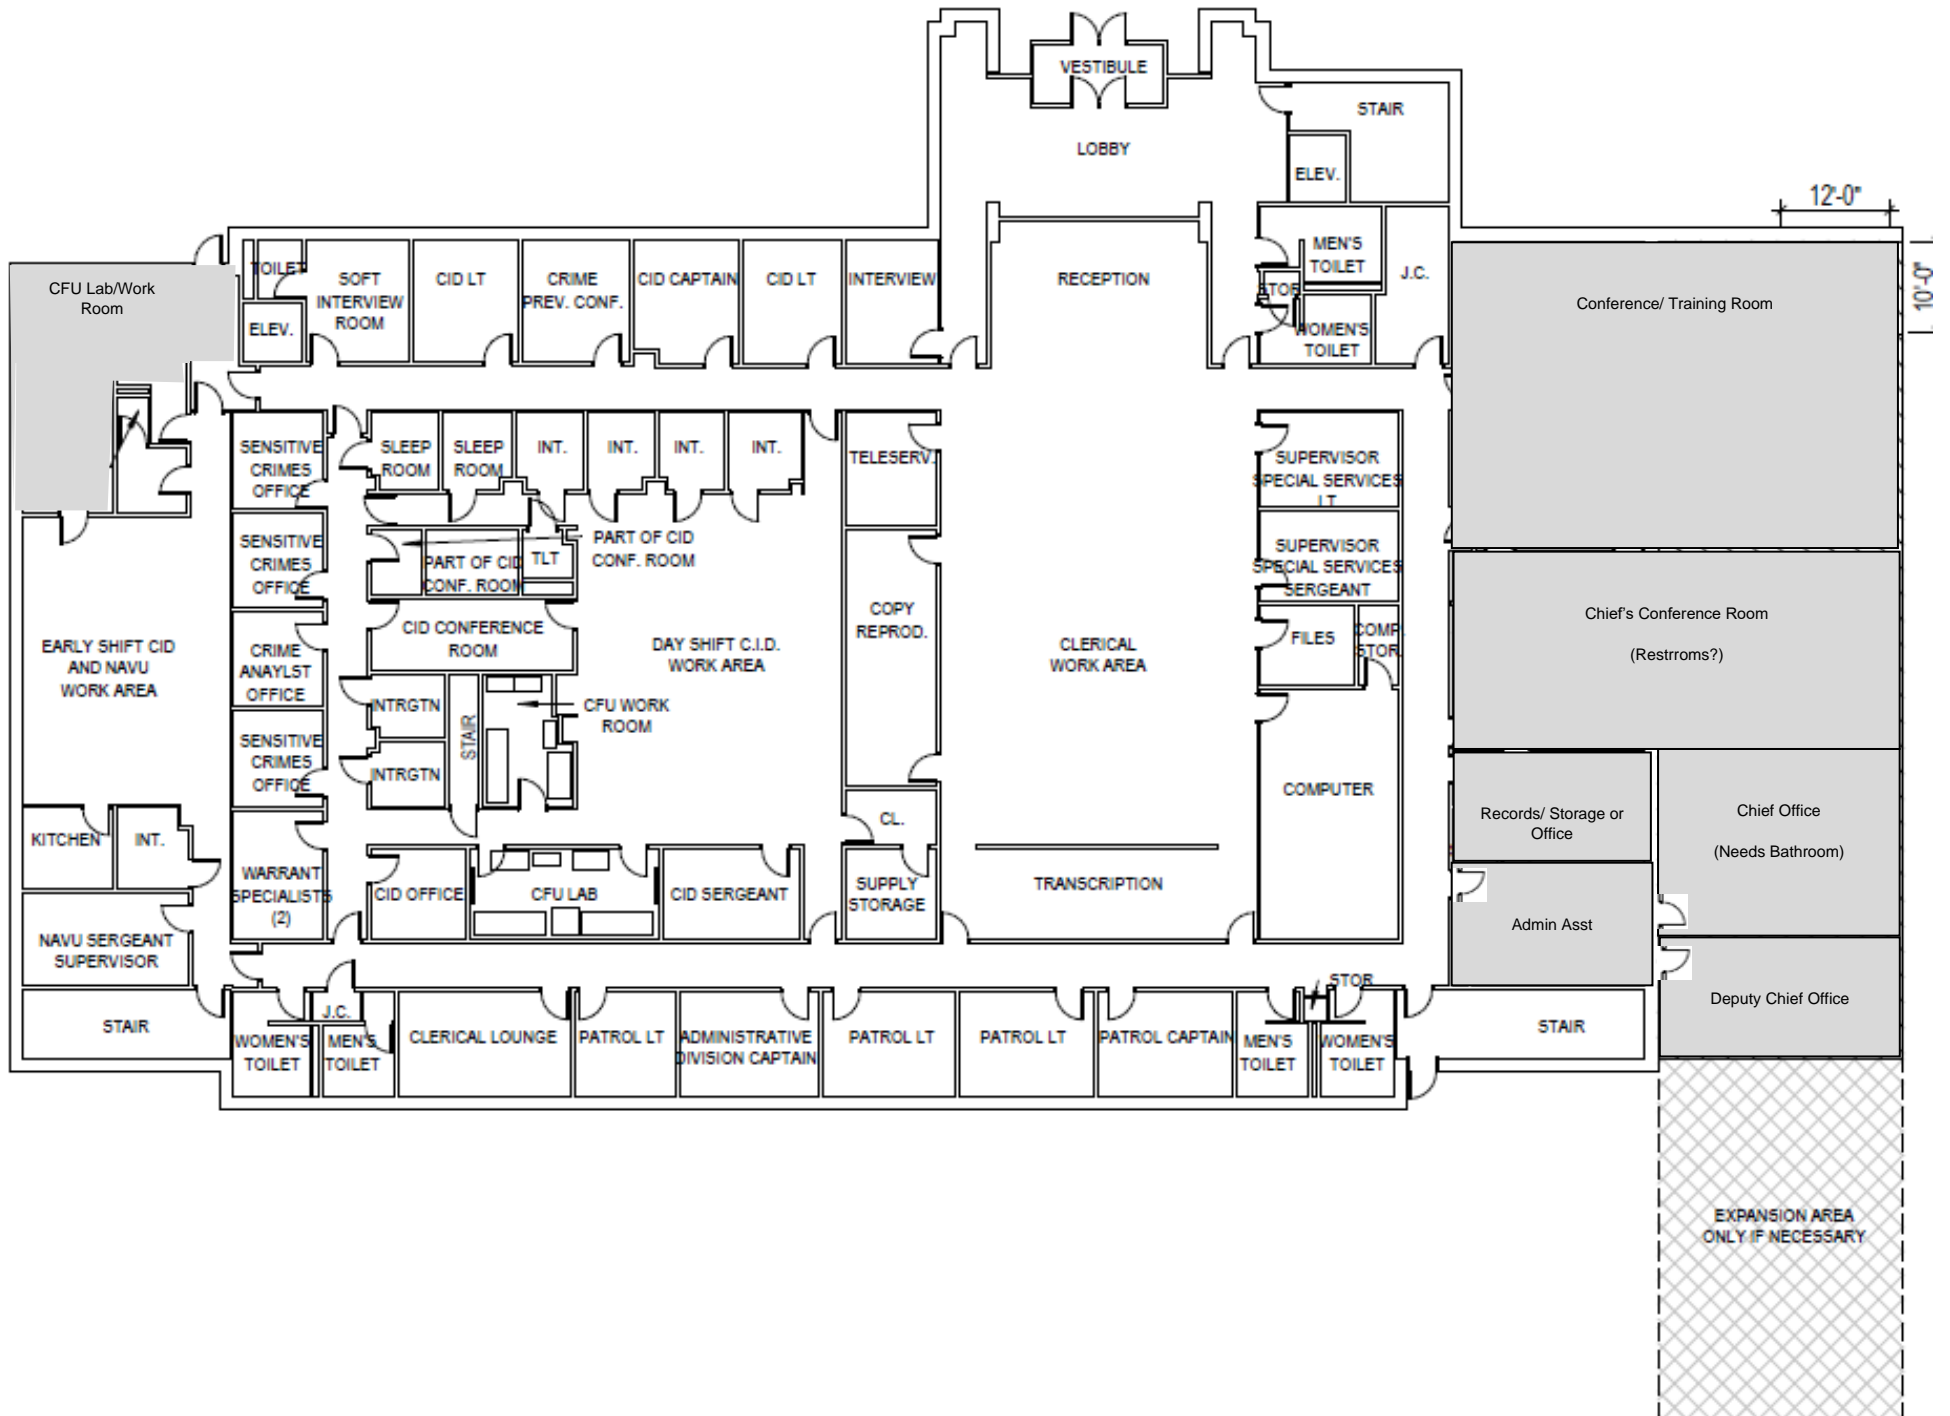 VESTIBULE
STAIR
LOBBY
ELEV.
12'-0"
10'-0"
MEN'S
TOILET
J.C.
STOR
WOMEN'S
TOILET
RECEPTION
CFU Lab/Work
Room
TOILET
ELEV.
SOFT
INTERVIEW
ROOM
CID LT
CRIME
PREV. CONF.
CID CAPTAIN
CID LT
INTERVIEW
Conference/ Training Room
SENSITIVE
CRIMES
OFFICE
SLEEP
ROOM
SLEEP
ROOM
INT.
INT.
INT.
INT.
TELESERV.
SUPERVISOR
SPECIAL SERVICES
LT
SENSITIVE
CRIMES
OFFICE
PART OF CID
CONF. ROOM
TLT
PART OF CID
CONF. ROOM
SUPERVISOR
SPECIAL SERVICES
SERGEANT
COPY
REPROD.
CID CONFERENCE
ROOM
EARLY SHIFT CID
AND NAVU
WORK AREA
CRIME
ANAYLST
OFFICE
DAY SHIFT C.I.D.
WORK AREA
CLERICAL
WORK AREA
FILES
COMP.
STOR.
Chief's Conference Room
(Restrroms?)
INTRGTN
STAIR
CFU WORK
ROOM
SENSITIVE
CRIMES
OFFICE
INTRGTN
COMPUTER
Records/ Storage or
Office
Chief Office
(Needs Bathroom)
KITCHEN
INT.
CL.
WARRANT
SPECIALISTS
(2)
CID OFFICE
CFU LAB
CID SERGEANT
SUPPLY
STORAGE
TRANSCRIPTION
Admin Asst
NAVU SERGEANT
SUPERVISOR
STOR
Deputy Chief Office
STAIR
J.C.
WOMEN'S
TOILET
MEN'S
TOILET
CLERICAL LOUNGE
PATROL LT
ADMINISTRATIVE
DIVISION CAPTAIN
PATROL LT
PATROL LT
PATROL CAPTAIN
MEN'S
TOILET
WOMEN'S
TOILET
STAIR
EXPANSION AREA
ONLY IF NECESSARY